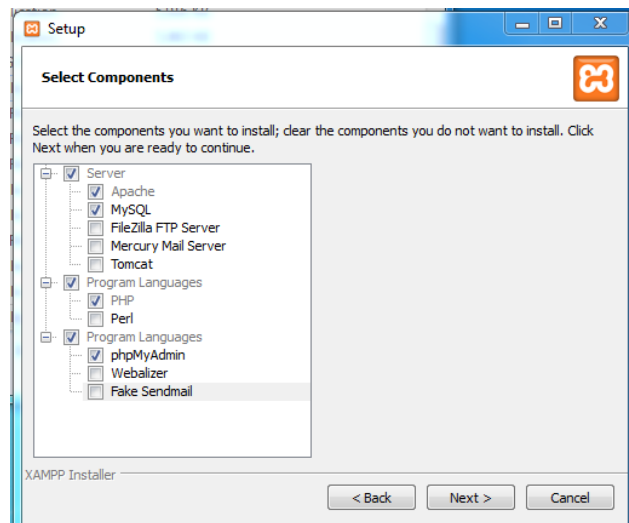 Setup
Select Components
Select the components you want to install; clear the components you do not want to install. Click
Next when you are ready to continue.
Server
Apache
MySQL
FileZilla FTP Server
Mercury Mail Server
Tomcat
Program Languages
PHP
Perl
Program Languages
phpMyAdmin
Webalizer
Fake Sendmail
XAMPP Installer
< Back
Next >
Cancel